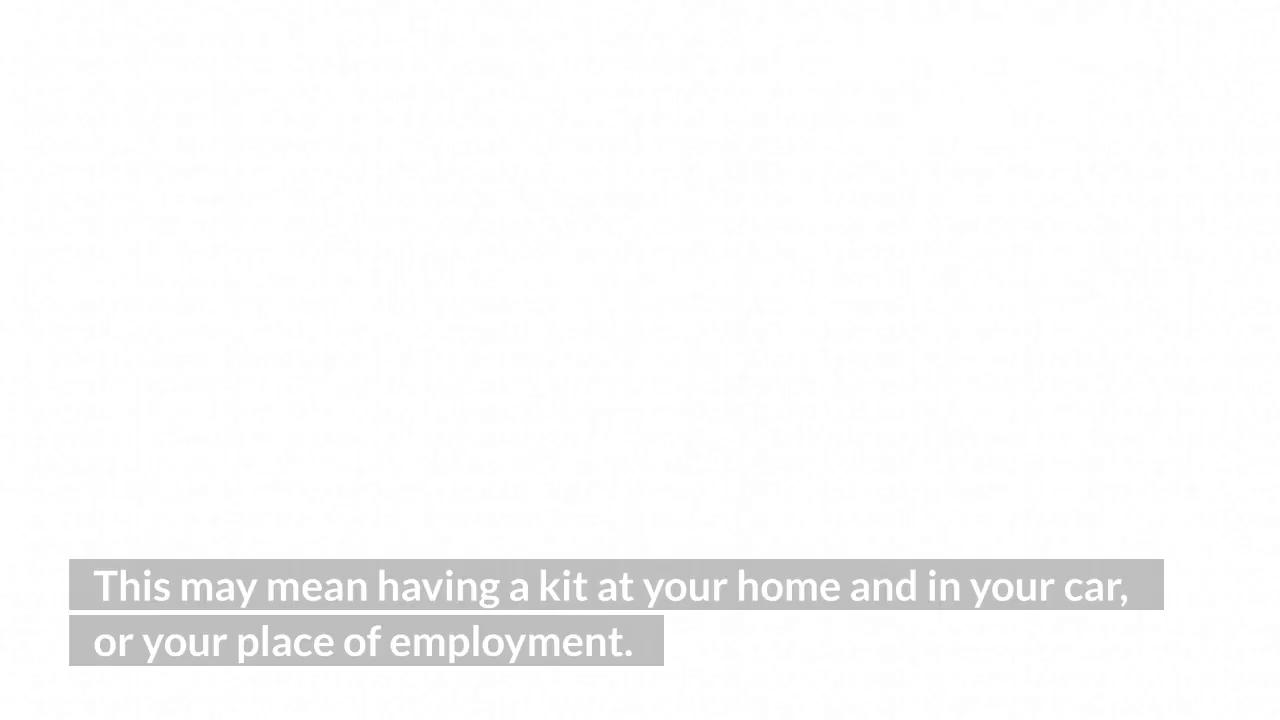 This may mean having a kit at your home and in your car,
or your place of employment.